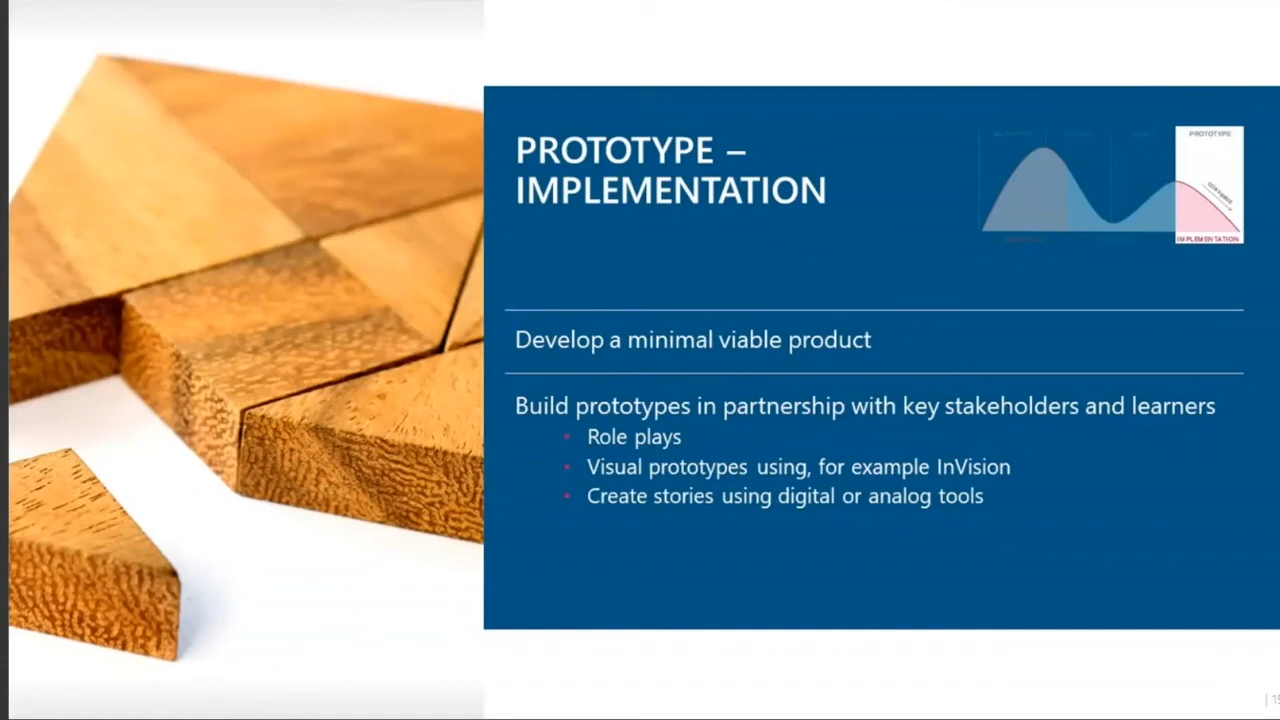 PROTOTYPE –
IMPLEMENTATION
PROTOTYPE
CONVERGE
IMPLEMENTATION
Develop a minimal viable product
Build prototypes in partnership with key stakeholders and learners
• Role plays
• Visual prototypes using, for example InVision
• Create stories using digital or analog tools